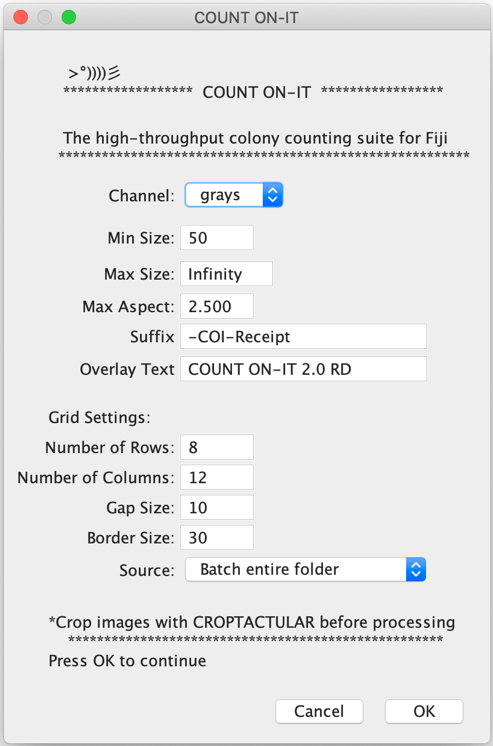 COUNT ON-IT
>°))))彡
****************** COUNT ON-IT *****************
The high-throughput colony counting suite for Fiji
*********************************************************
Channel: grays
Min Size: 50
Max Size: Infinity
Max Aspect: 2.500
Suffix -COI-Receipt
Overlay Text COUNT ON-IT 2.0 RD
Grid Settings:
Number of Rows: 8
Number of Columns: 12
Gap Size: 10
Border Size: 30
Source: Batch entire folder
*Crop images with CROPTACTULAR before processing
****************************************************
Press OK to continue
Cancel OK